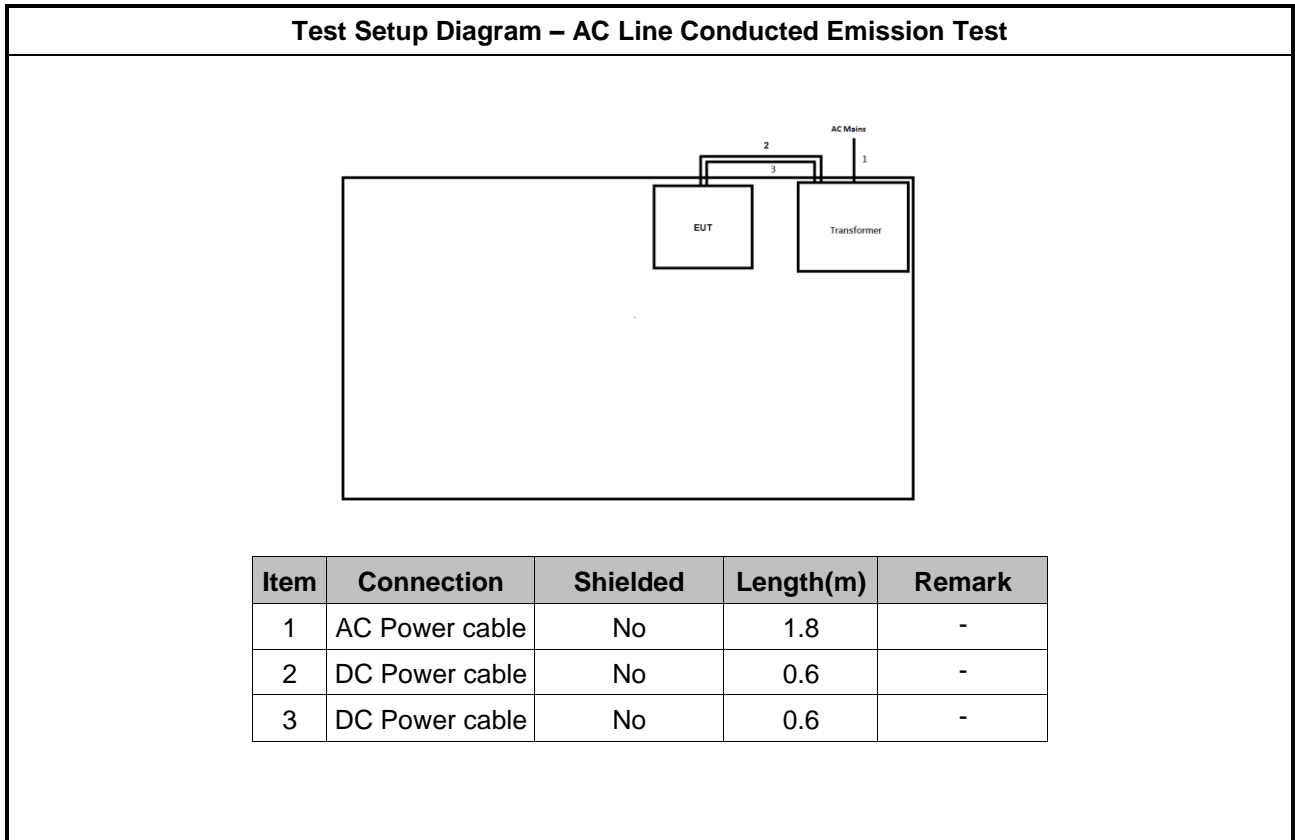 Test Setup Diagram – AC Line Conducted Emission Test
AC Mains
2
1
3
EUT
Transformer
Item Connection Shielded Length(m) Remark
1 AC Power cable No 1.8 -
2 DC Power cable No 0.6 -
3 DC Power cable No 0.6 -